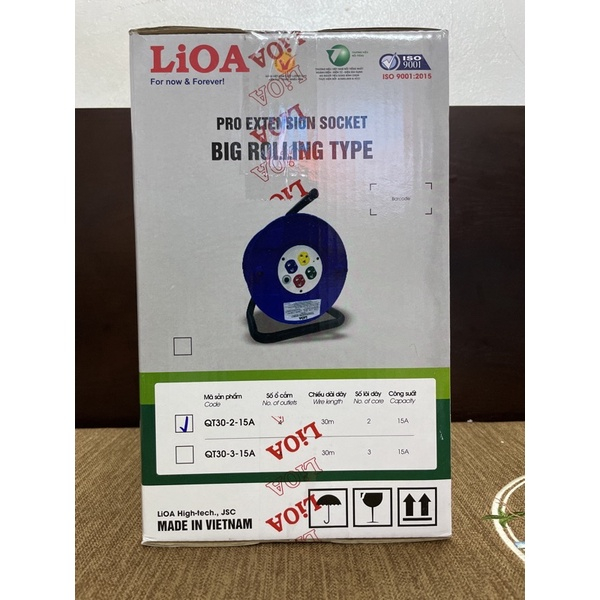 LiOA
For now & Forever!
ISO
9001
ISO 9001:2015
PRO EXTENSION SOCKET
BIG ROLLING TYPE
LiOA
LiOA
Barcode
Mã sản phẩm Số ổ cắm Chiều dài dây Số lõi dây Công suất
Code No. of outlets Wire length No. of core Capacity
QT30-2-15A 30m 2 15A
LiOA
QT30-3-15A 30m 3 15A
LiOA
LiOA
LiOA High-tech., JSC
MADE IN VIETNAM